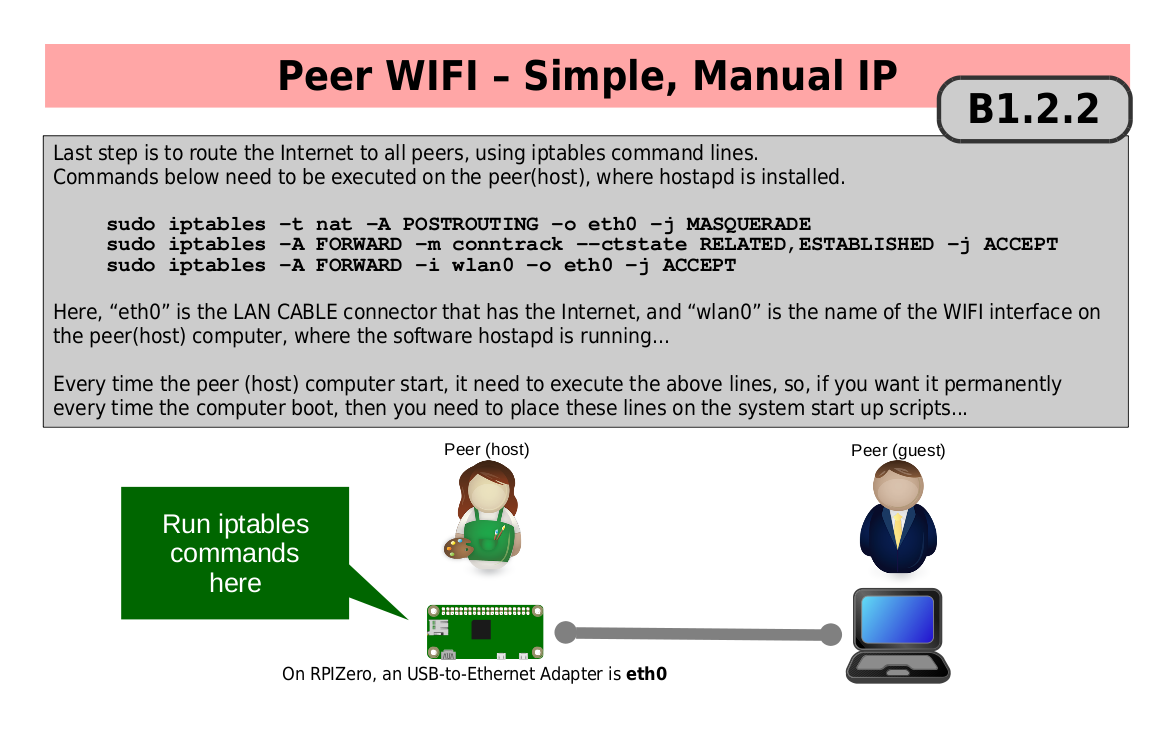 Peer WIFI – Simple, Manual IP
B1.2.2
Last step is to route the Internet to all peers, using iptables command lines.
Commands below need to be executed on the peer(host), where hostapd is installed.
sudo iptables –t nat –A POSTROUTING –o eth0 –j MASQUERADE
sudo iptables –A FORWARD –m conntrack ––ctstate RELATED,ESTABLISHED –j ACCEPT
sudo iptables –A FORWARD –i wlan0 –o eth0 –j ACCEPT
Here, “eth0” is the LAN CABLE connector that has the Internet, and “wlan0” is the name of the WIFI interface on
the peer(host) computer, where the software hostapd is running...
Every time the peer (host) computer start, it need to execute the above lines, so, if you want it permanently
every time the computer boot, then you need to place these lines on the system start up scripts...
Peer (host)
Peer (guest)
Run iptables
commands
here
On RPIZero, an USB-to-Ethernet Adapter is eth0